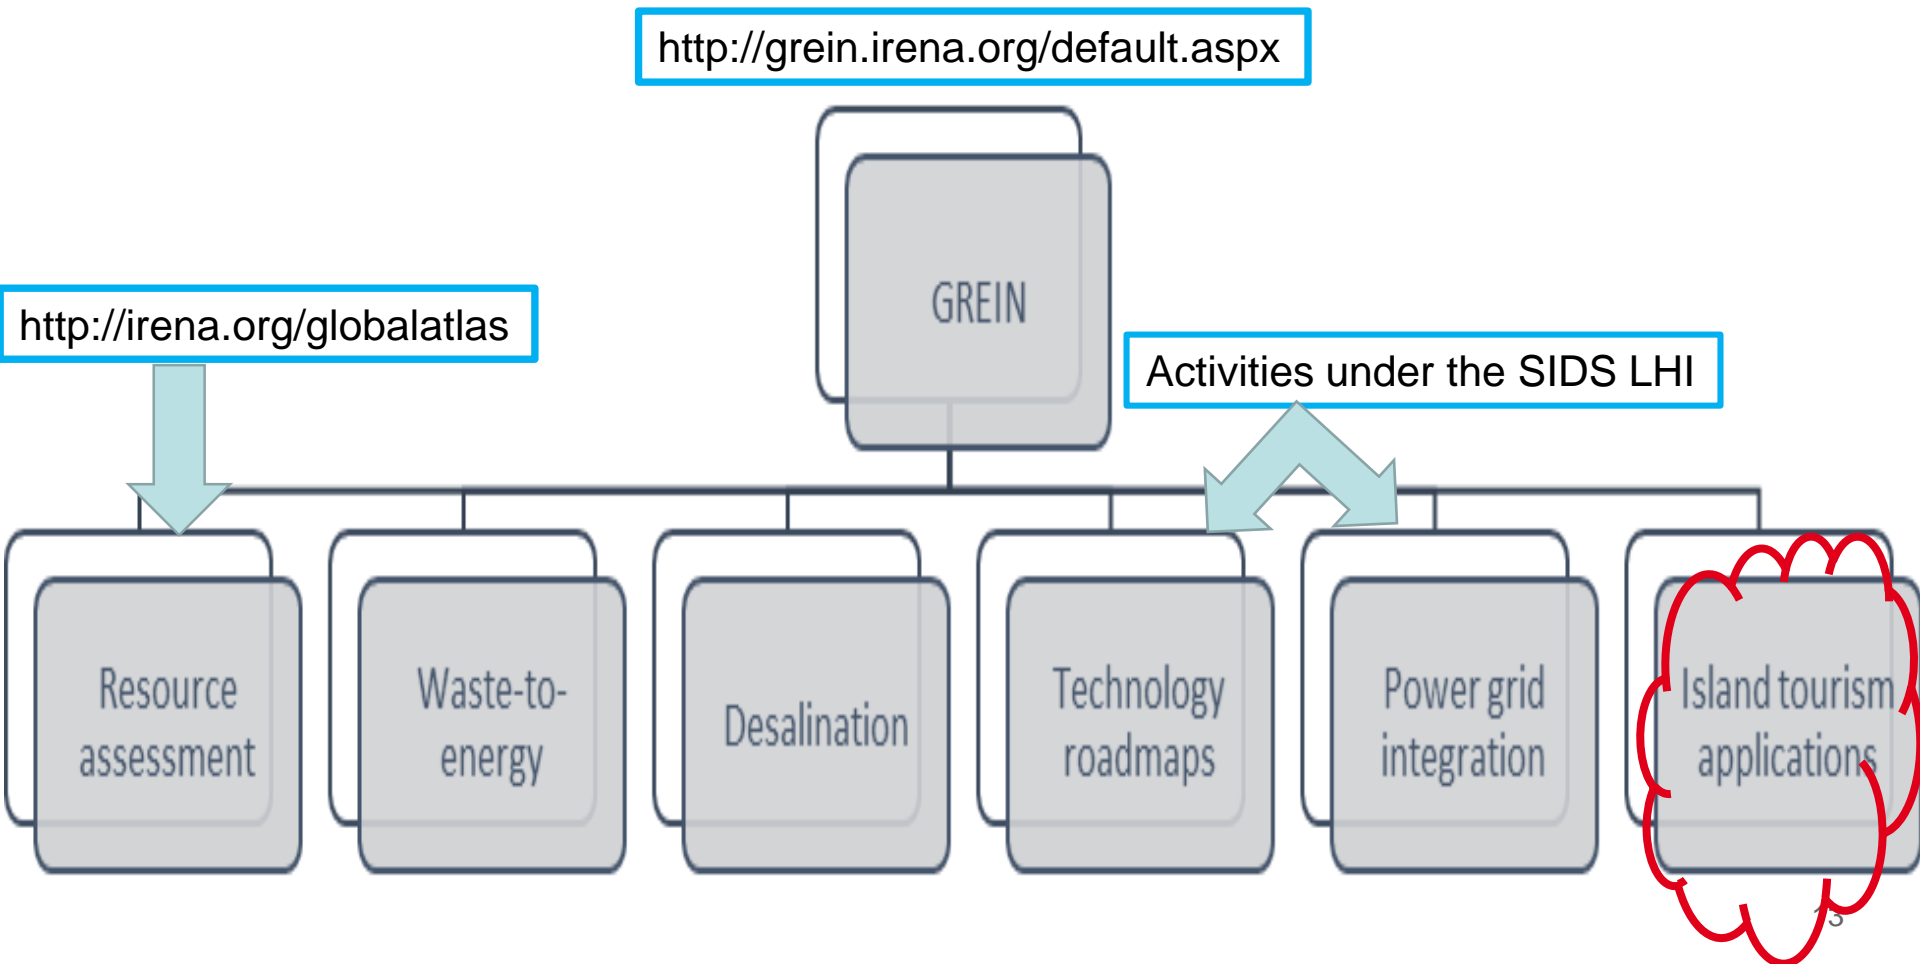 http://grein.irena.org/default.aspx
GREIN
http://irena.org/globalatlas
Activities under the SIDS LHI
Resource
assessment
Waste-to-
energy
Desalination
Technology
roadmaps
Power grid
integration
Island tourism
applications
13